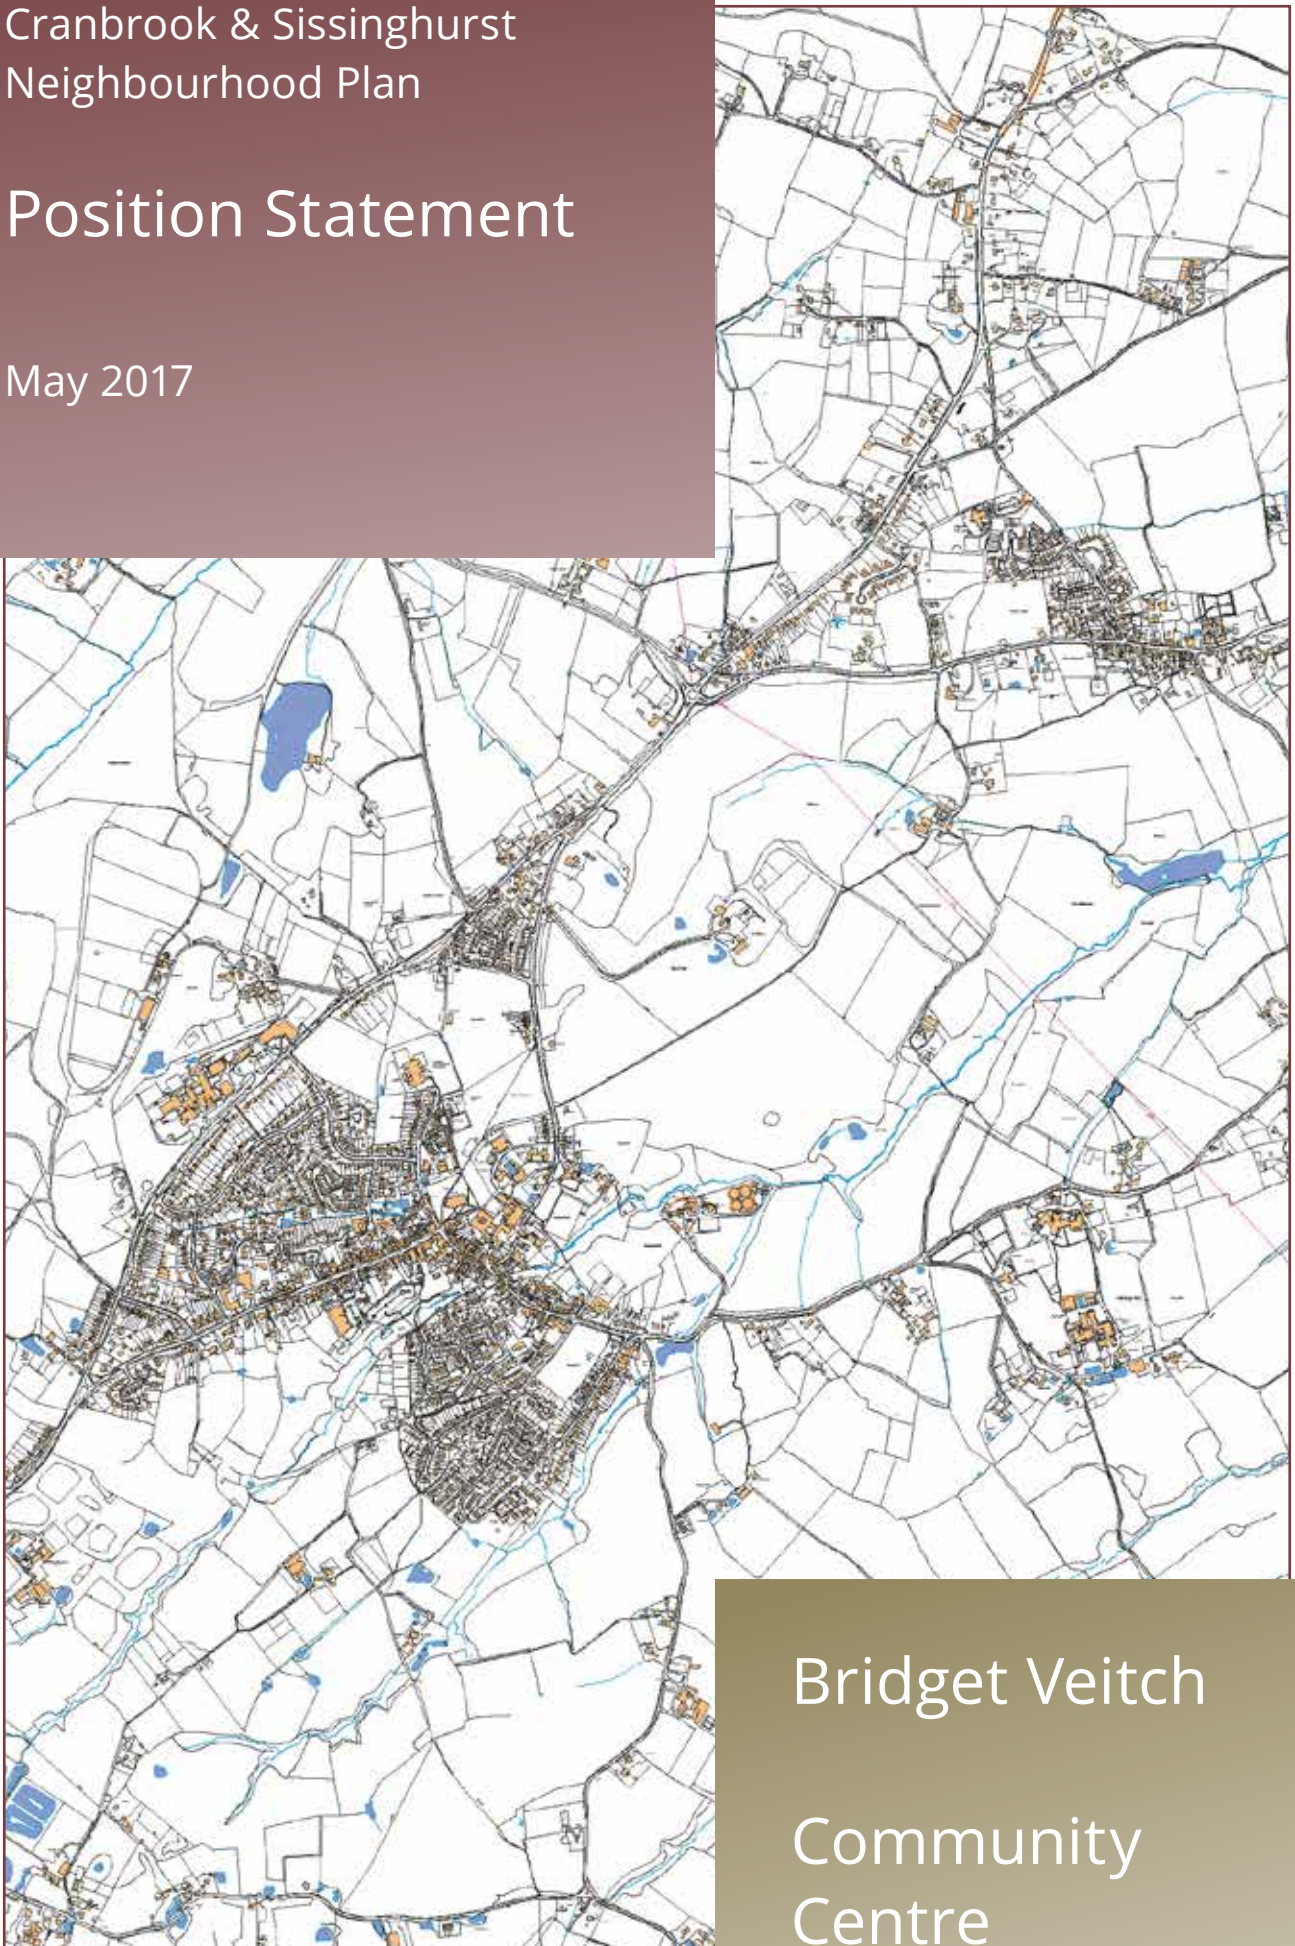 Cranbrook & Sissinghurst
Neighbourhood Plan
Position Statement
May 2017
Bridget Veitch
Community
Centre